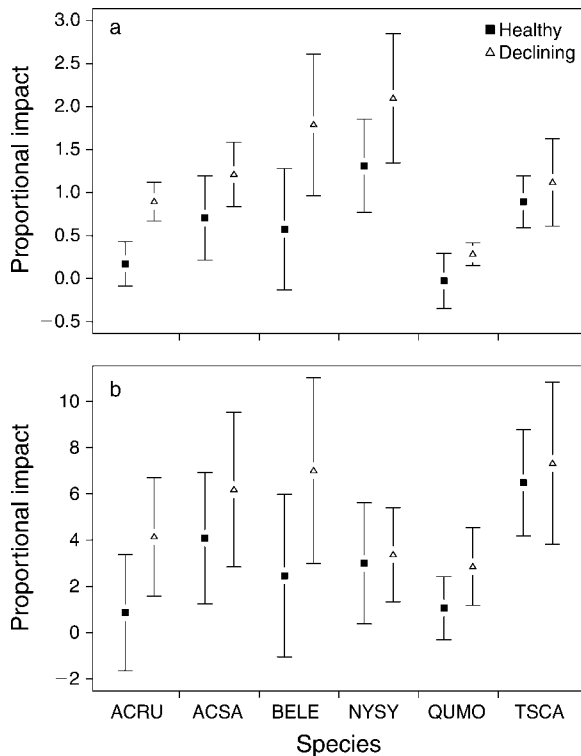 a
Healthy
Declining
Proportional impact
3.0
2.5
2.0
1.5
1.0
0.5
0.0
−0.5
b
Proportional impact
10
8
6
4
2
0
−2
ACRU ACSA BELE NYSY QUMO TSCA
Species